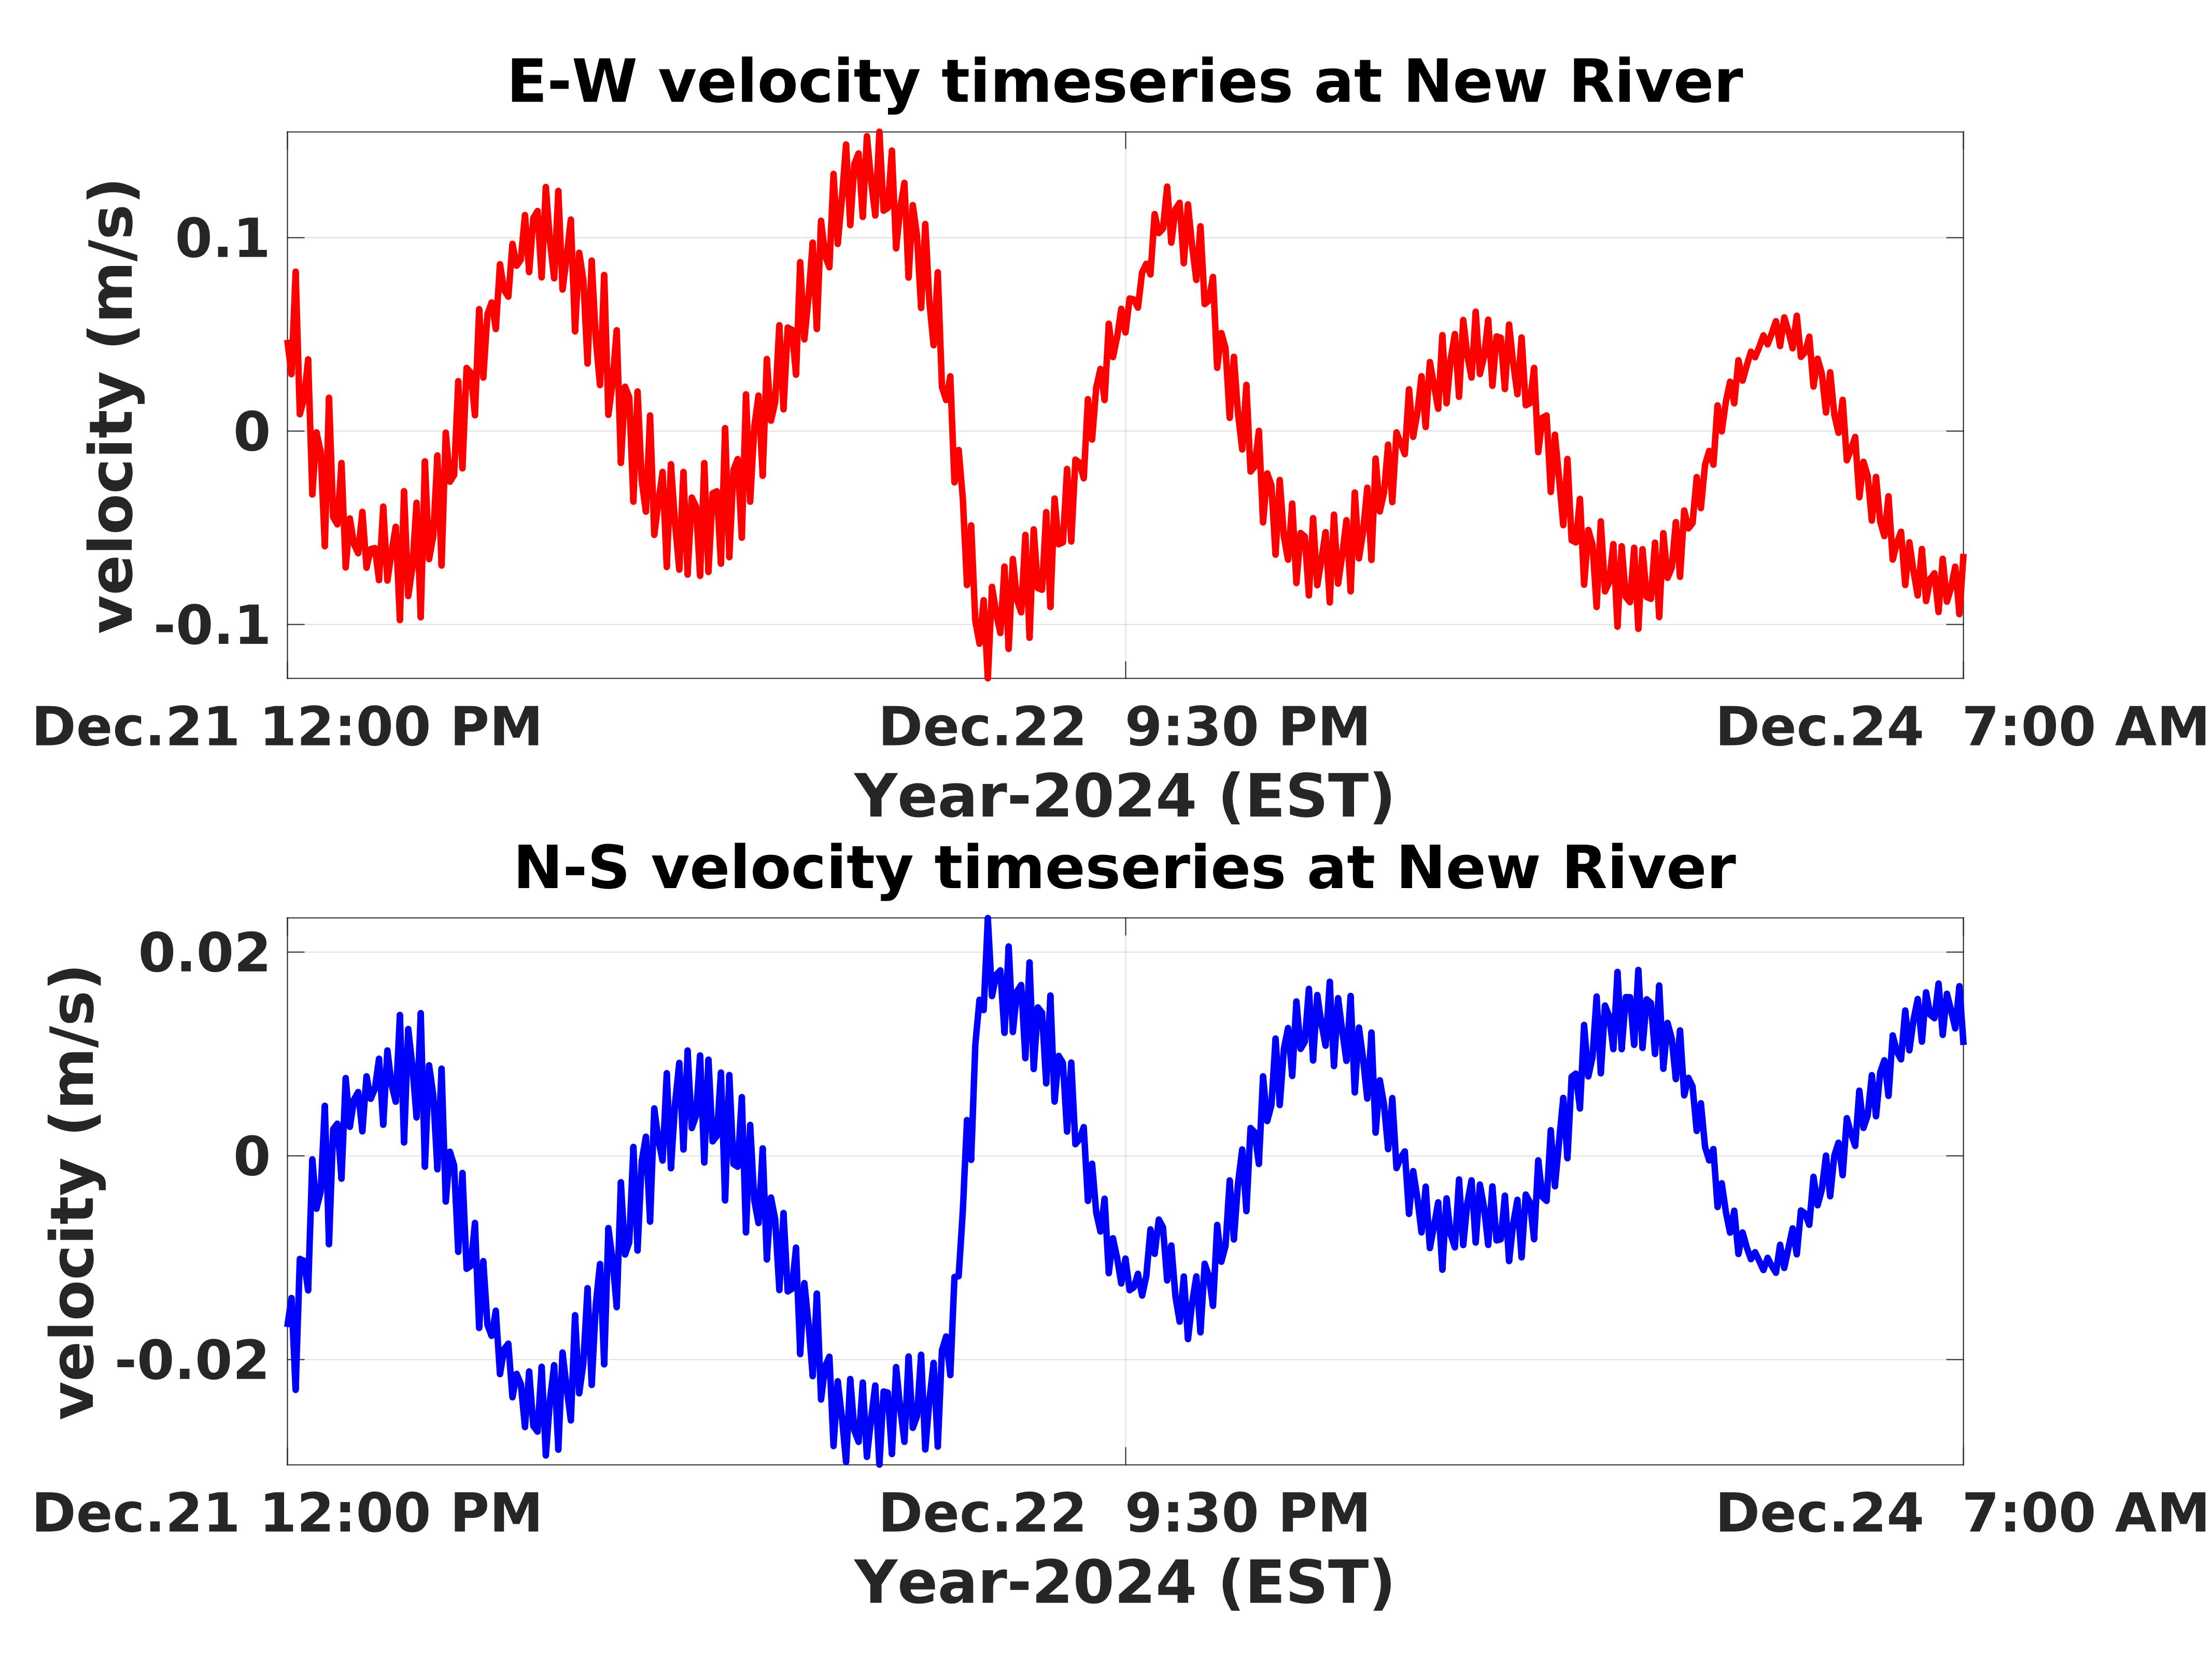 E-W velocity timeseries at New River
velocity (m/s)
0.1
0
-0.1
Dec.21 12:00 PM Dec.22 9:30 PM Dec.24 7:00 AM
Year-2024 (EST)
N-S velocity timeseries at New River
velocity (m/s)
0.02
0
-0.02
Dec.21 12:00 PM Dec.22 9:30 PM Dec.24 7:00 AM
Year-2024 (EST)